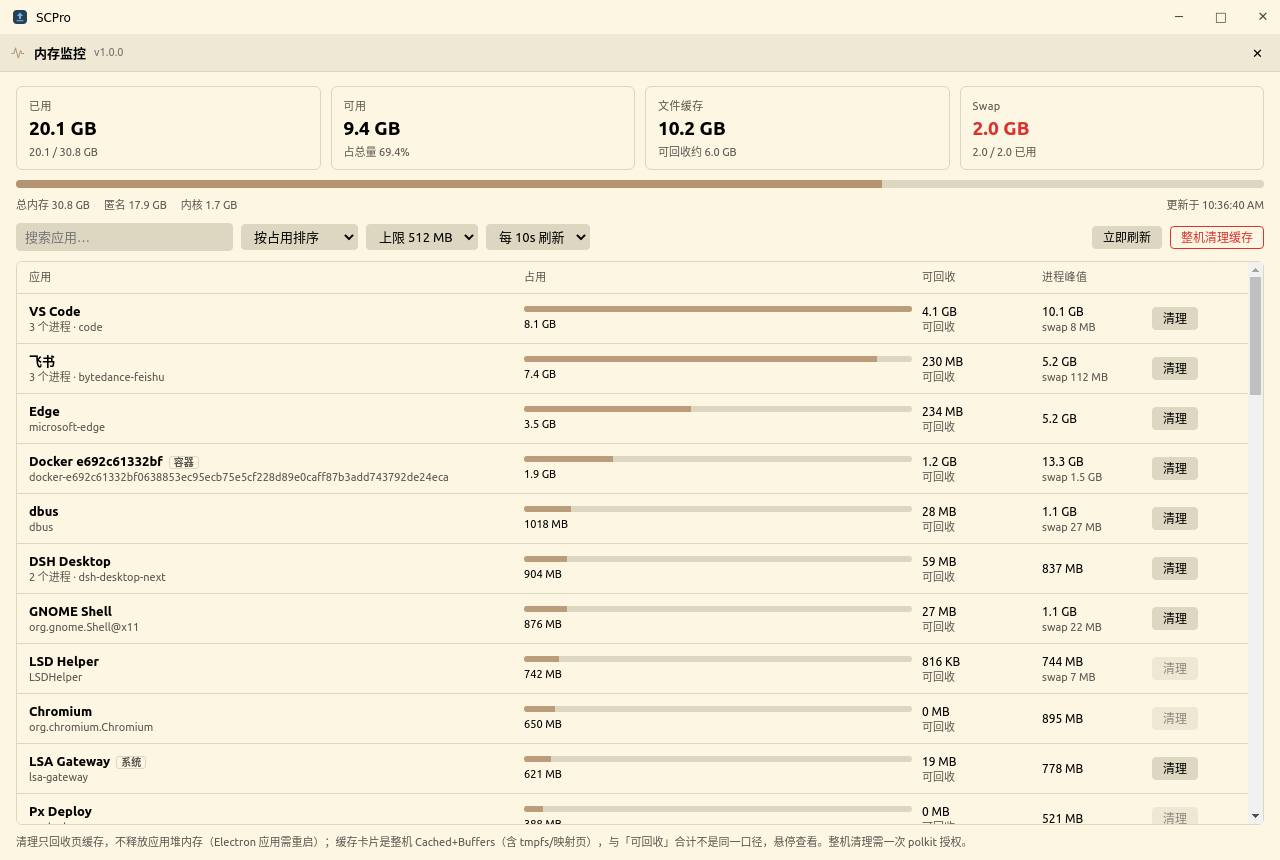 SCPro
内存监控 v1.0.0
已用
20.1 GB
20.1 / 30.8 GB
可用
9.4 GB
占总量 69.4%
文件缓存
10.2 GB
可回收约 6.0 GB
Swap
2.0 GB
2.0 / 2.0 已用
总内存 30.8 GB 匿名 17.9 GB 内核 1.7 GB 更新于 10:36:40 AM
搜索应用… 按占用排序 上限 512 MB 每 10s 刷新 立即刷新 整机清理缓存
应用 占用 可回收 进程峰值
VS Code
3 个进程 · code
8.1 GB
4.1 GB
可回收
10.1 GB
swap 8 MB
清理
飞书
3 个进程 · bytedance-feishu
7.4 GB
230 MB
可回收
5.2 GB
swap 112 MB
清理
Edge
microsoft-edge
3.5 GB
234 MB
可回收
5.2 GB
清理
Docker e692c61332bf 容器
docker-e692c61332bf0638853ec95ecb75e5cf228d89e0caff87b3add743792de24eca
1.9 GB
1.2 GB
可回收
13.3 GB
swap 1.5 GB
清理
dbus
dbus
1018 MB
28 MB
可回收
1.1 GB
swap 27 MB
清理
DSH Desktop
2 个进程 · dsh-desktop-next
904 MB
59 MB
可回收
837 MB
清理
GNOME Shell
org.gnome.Shell@x11
876 MB
27 MB
可回收
1.1 GB
swap 22 MB
清理
LSD Helper
LSDHelper
742 MB
816 KB
可回收
744 MB
swap 7 MB
清理
Chromium
org.chromium.Chromium
650 MB
0 MB
可回收
895 MB
清理
LSA Gateway 系统
lsa-gateway
621 MB
19 MB
可回收
778 MB
清理
Px Deploy
388 MB
0 MB
可回收
521 MB
清理
清理只回收页缓存，不释放应用堆内存（Electron 应用需重启）；缓存卡片是整机 Cached+Buffers（含 tmpfs/映射页），与「可回收」合计不是同一口径，悬停查看。整机清理需一次 polkit 授权。